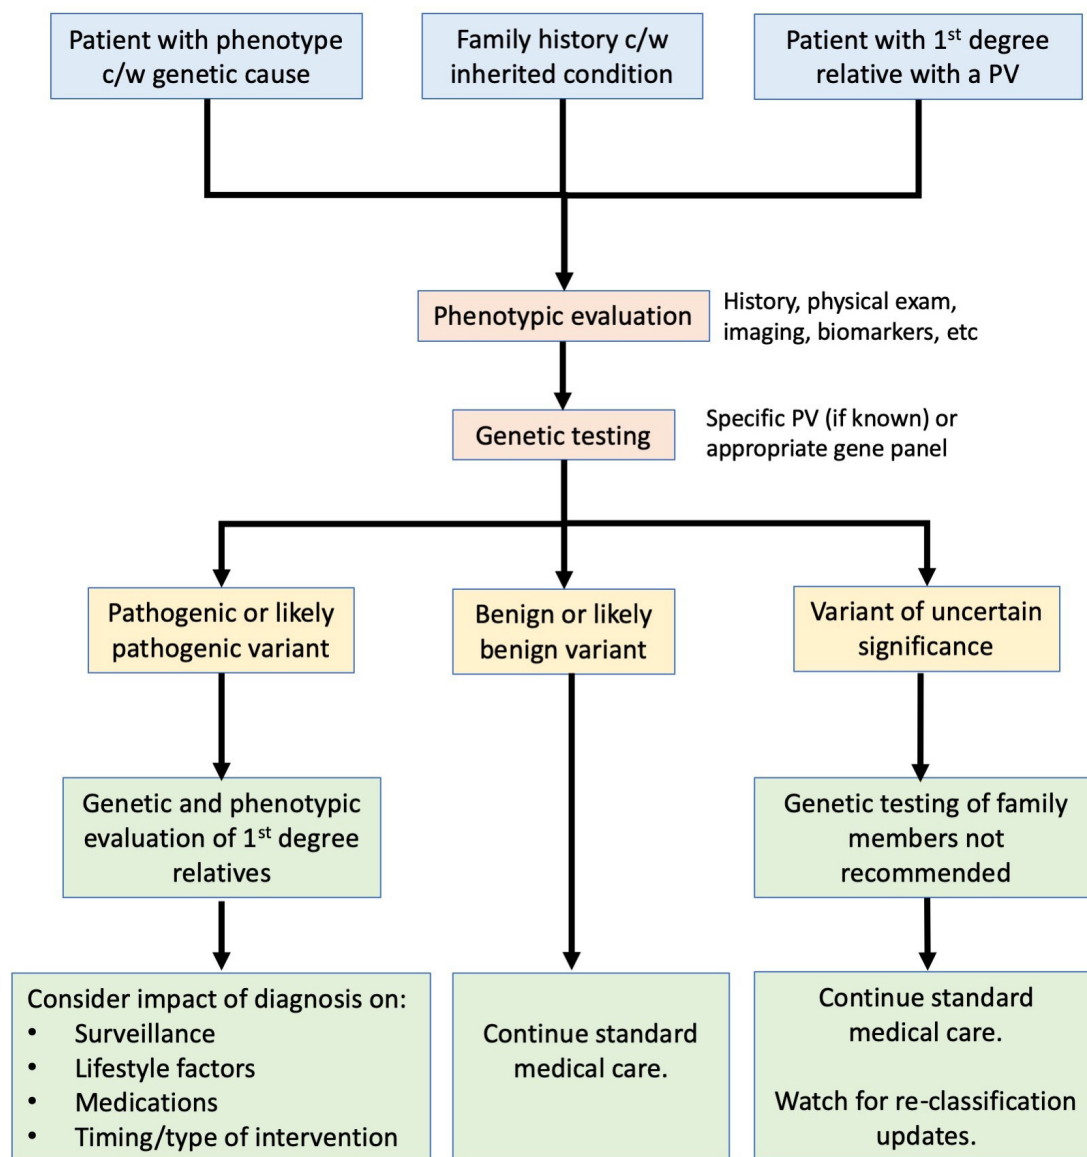 Patient with phenotype
c/w genetic cause
Family history c/w
inherited condition
Patient with 1st degree
relative with a PV
Phenotypic evaluation
History, physical exam,
imaging, biomarkers, etc
Genetic testing
Specific PV (if known) or
appropriate gene panel
Pathogenic or likely
pathogenic variant
Benign or likely
benign variant
Variant of uncertain
significance
Genetic and phenotypic
evaluation of 1st degree
relatives
Genetic testing of family
members not
recommended
Consider impact of diagnosis on:
• Surveillance
• Lifestyle factors
• Medications
• Timing/type of intervention
Continue standard
medical care.
Continue standard
medical care.
Watch for re-classification
updates.